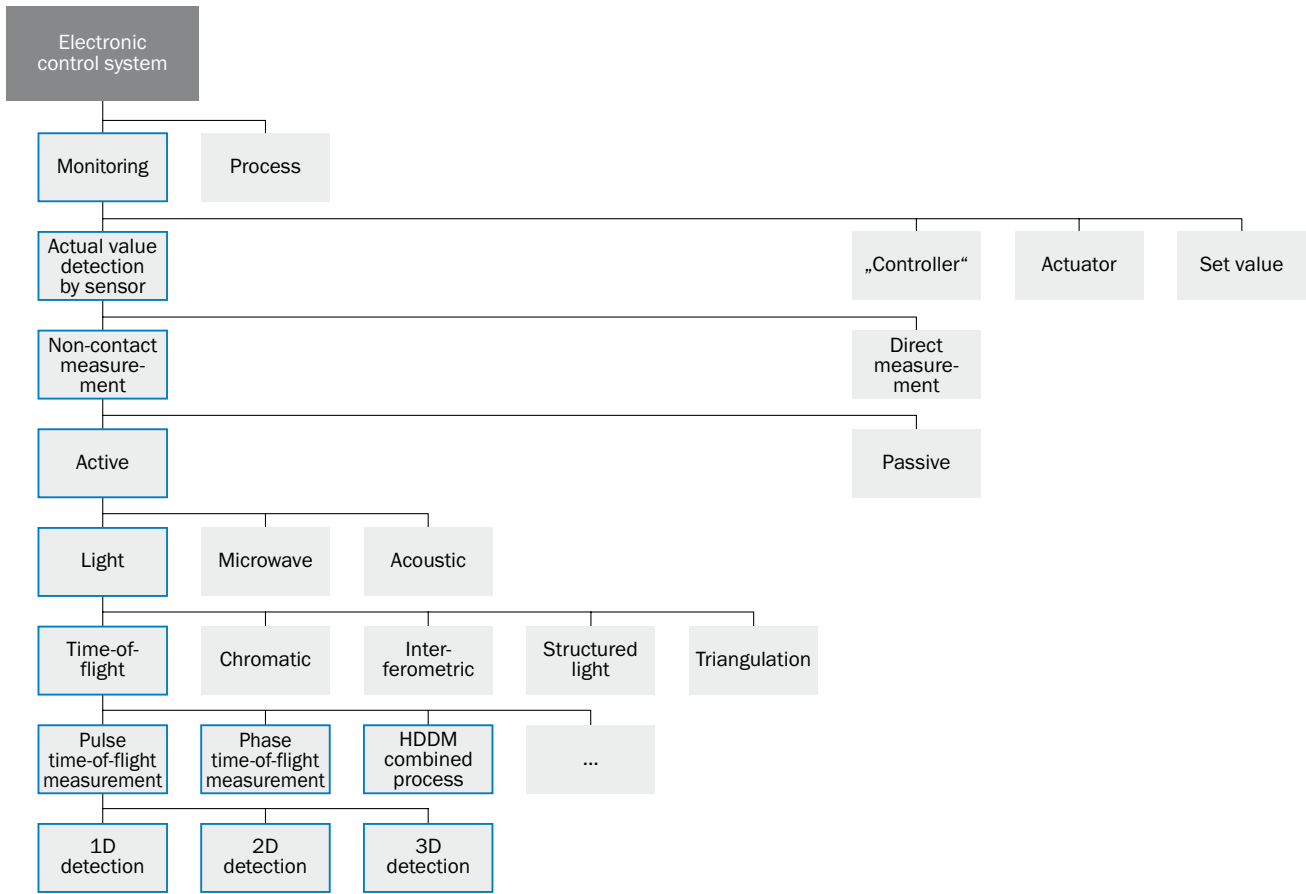 Electronic
control system
Monitoring
Process
Actual value
detection
by sensor
„Controller“
Actuator
Set value
Non-contact
measure-
ment
Direct
measure-
ment
Active
Passive
Light
Microwave
Acoustic
Time-of-
flight
Chromatic
Inter-
ferometric
Structured
light
Triangulation
Pulse
time-of-flight
measurement
Phase
time-of-flight
measurement
HDDM
combined
process
...
1D
detection
2D
detection
3D
detection